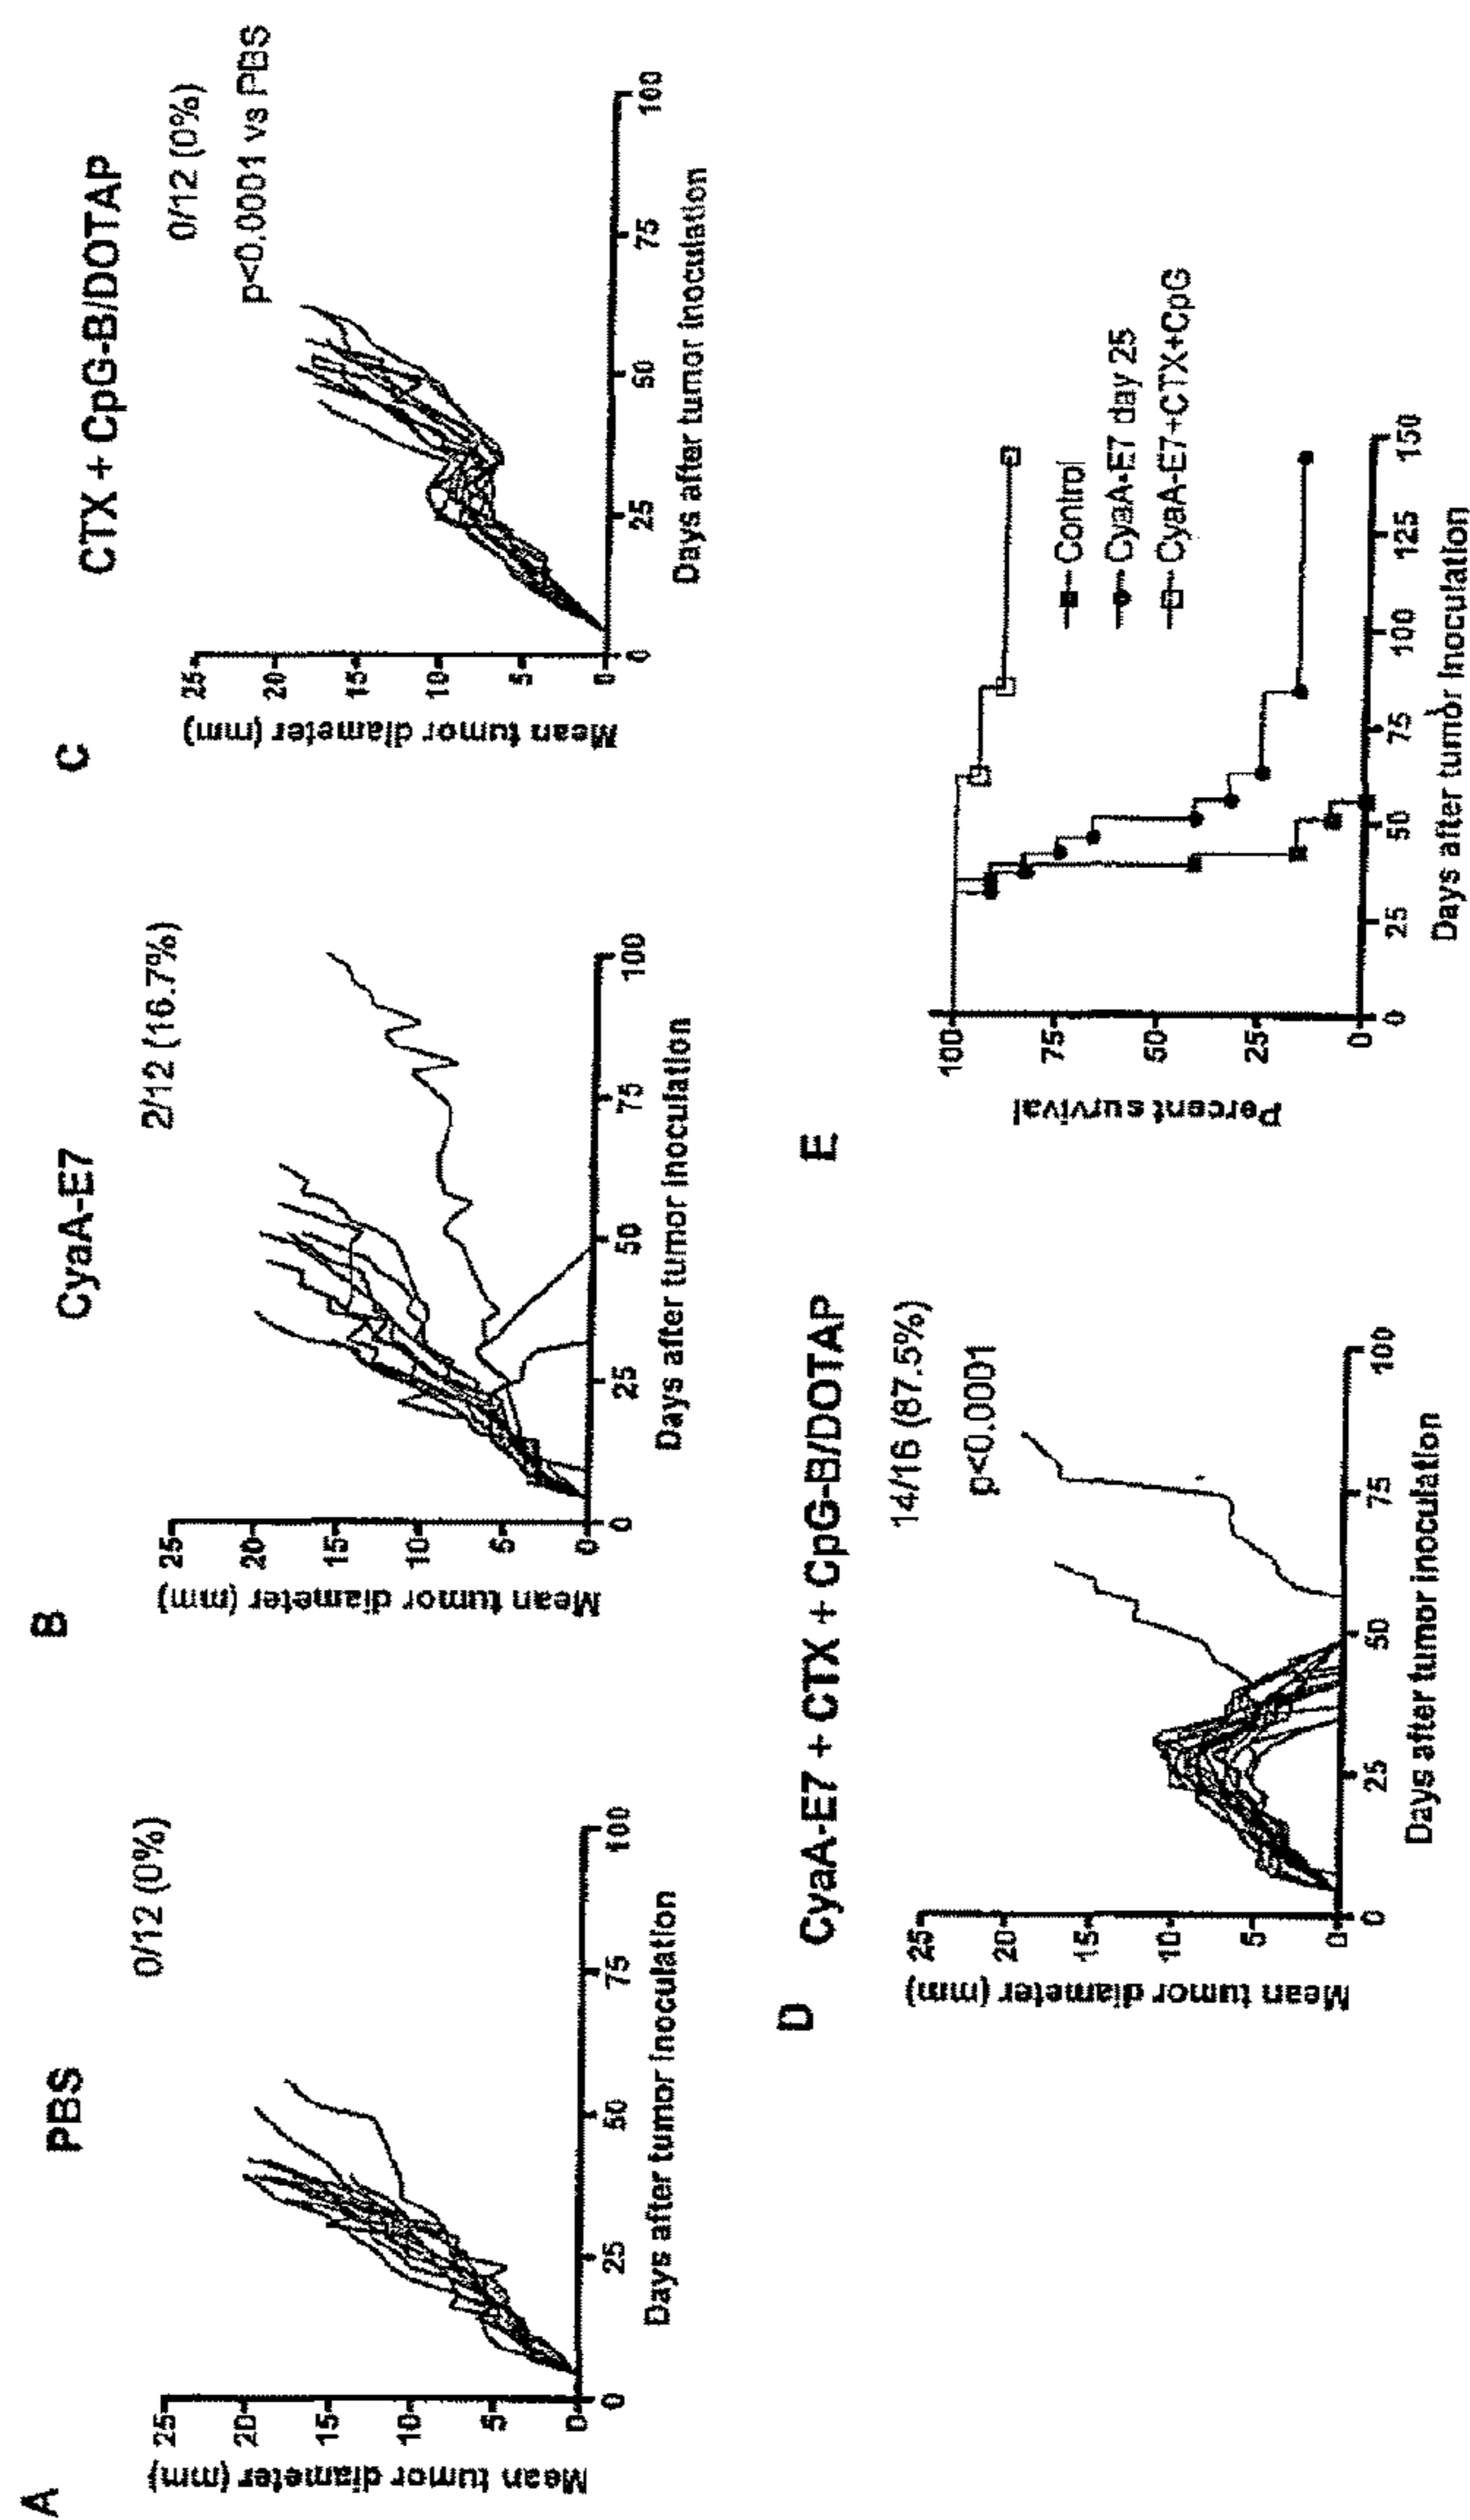 A
PBS
0/12 (0%)
Mean tumor diameter (mm)
25
20
15
10
5
0
0
25
50
75
100
Days after tumor inoculation
B
CyaA-E7
2/12 (16.7%)
Mean tumor diameter (mm)
25
20
15
10
5
0
0
25
50
75
100
Days after tumor inoculation
C
CTX + CpG-B/DOTAP
0/12 (0%)
p<0.0001 vs PBS
Mean tumor diameter (mm)
25
20
15
10
5
0
0
25
50
75
100
Days after tumor inoculation
D
CyaA-E7 + CTX + CpG-B/DOTAP
14/16 (87.5%)
p<0.0001
Mean tumor diameter (mm)
25
20
15
10
5
0
0
25
50
75
100
Days after tumor inoculation
E
Percent survival
100
75
50
25
0
0
25
50
75
100
125
150
Days after tumor inoculation
Control
CyaA-E7 day 25
CyaA-E7+CTX+CpG